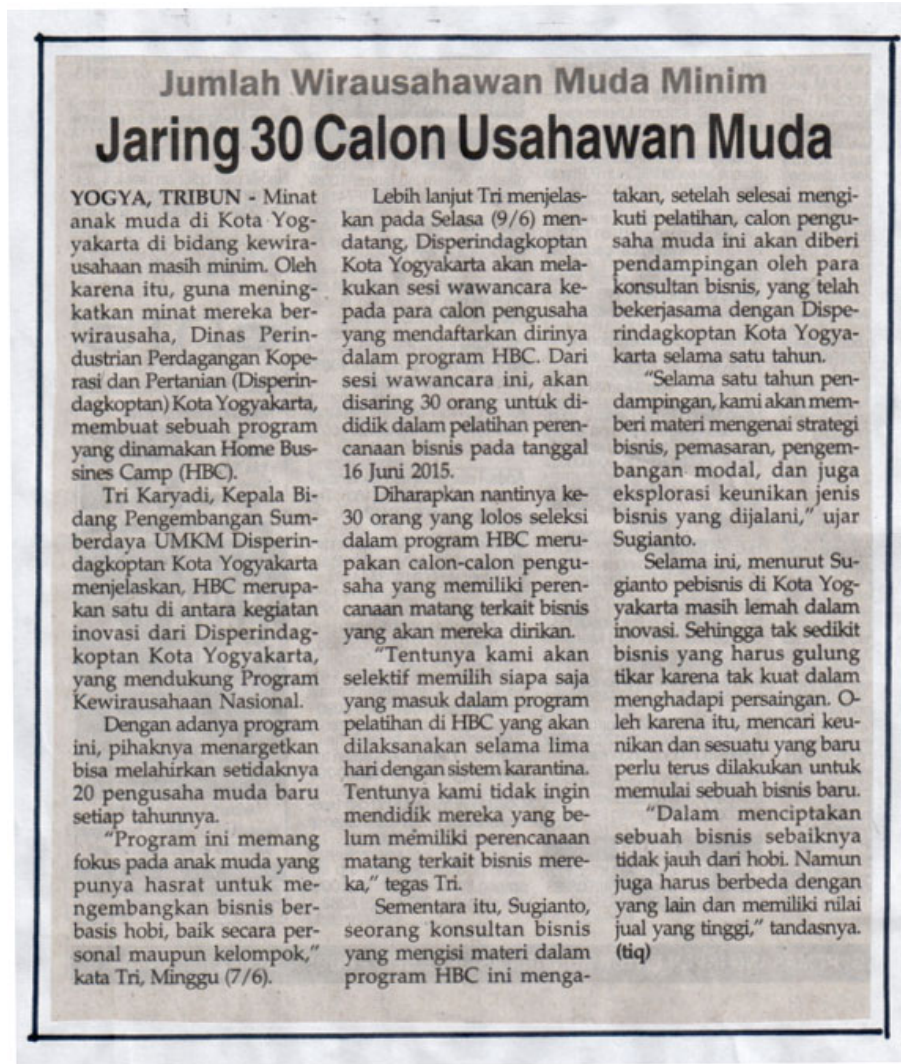 Jumlah Wirausahawan Muda Minim
Jaring 30 Calon Usahawan Muda
YOGYA, TRIBUN - Minat
anak muda di Kota Yog-
yakarta di bidang kewira-
usahaan masih minim. Oleh
karena itu, guna mening-
katkan minat mereka ber-
wirausaha, Dinas Perin-
dustrian Perdagangan Kope-
rasi dan Pertanian (Disperin-
dagkoptan) Kota Yogyakarta,
membuat sebuah program
yang dinamakan Home Bus-
sines Camp (HBC).
Tri Karyadi, Kepala Bi-
dang Pengembangan Sum-
berdaya UMKM Disperin-
dagkoptan Kota Yogyakarta
menjelaskan, HBC merupa-
kan satu di antara kegiatan
inovasi dari Disperindag-
koptan Kota Yogyakarta,
yang mendukung Program
Kewirausahaan Nasional.
Dengan adanya program
ini, pihaknya menargetkan
bisa melahirkan setidaknya
20 pengusaha muda baru
setiap tahunnya.
"Program ini memang
fokus pada anak muda yang
punya hasrat untuk me-
ngembangkan bisnis ber-
basis hobi, baik secara per-
sonal maupun kelompok,"
kata Tri, Minggu (7/6).
Lebih lanjut Tri menjelas-
kan pada Selasa (9/6) men-
datang, Disperindagkoptan
Kota Yogyakarta akan mela-
kukan sesi wawancara ke-
pada para calon pengusaha
yang mendaftarkan dirinya
dalam program HBC. Dari
sesi wawancara ini, akan
disaring 30 orang untuk di-
didik dalam pelatihan peren-
canaan bisnis pada tanggal
16 Juni 2015.
Diharapkan nantinya ke-
30 orang yang lolos seleksi
dalam program HBC meru-
pakan calon-calon pengu-
saha yang memiliki peren-
canaan matang terkait bisnis
yang akan mereka dirikan.
"Tentunya kami akan
selektif memilih siapa saja
yang masuk dalam program
pelatihan di HBC yang akan
dilaksanakan selama lima
hari dengan sistem karantina.
Tentunya kami tidak ingin
mendidik mereka yang be-
lum memiliki perencanaan
matang terkait bisnis mere-
ka," tegas Tri.
Sementara itu, Sugianto,
seorang konsultan bisnis
yang mengisi materi dalam
program HBC ini menga-
takan, setelah selesai mengi-
kuti pelatihan, calon pengu-
saha muda ini akan diberi
pendampingan oleh para
konsultan bisnis, yang telah
bekerjasama dengan Dispe-
rindagkoptan Kota Yogya-
karta selama satu tahun.
"Selama satu tahun pen-
dampingan, kami akan mem-
beri materi mengenai strategi
bisnis, pemasaran, pengem-
bangan modal, dan juga
eksplorasi keunikan jenis
bisnis yang dijalani," ujar
Sugianto.
Selama ini, menurut Su-
gianto pebisnis di Kota Yog-
yakarta masih lemah dalam
inovasi. Sehingga tak sedikit
bisnis yang harus gulung
tikar karena tak kuat dalam
menghadapi persaingan. O-
leh karena itu, mencari keu-
nikan dan sesuatu yang baru
perlu terus dilakukan untuk
memulai sebuah bisnis baru.
"Dalam menciptakan
sebuah bisnis sebaiknya
tidak jauh dari hobi. Namun
juga harus berbeda dengan
yang lain dan memiliki nilai
jual yang tinggi," tandasnya.
(tiq)